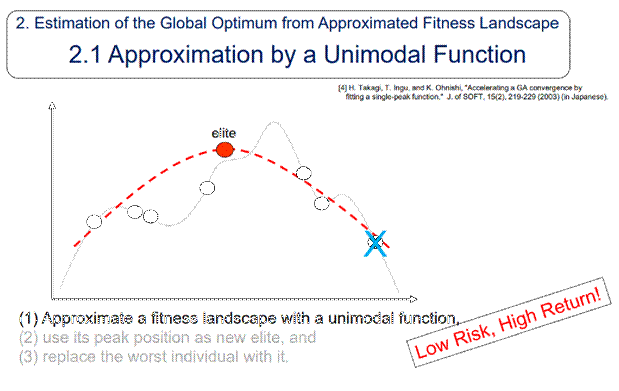 2. Estimation of the Global Optimum from Approximated Fitness Landscape
2.1 Approximation by a Unimodal Function
[4] H. Takagi, T. Ingu, and K. Ohnishi, "Accelerating a GA convergence by
fitting a single-peak function," J. of SOFT, 15(2), 219-229 (2003) (in Japanese).
elite
(1) Approximate a fitness landscape with a unimodal function,
(2) use its peak position as new elite, and
(3) replace the worst individual with it.
Low Risk, High Return!